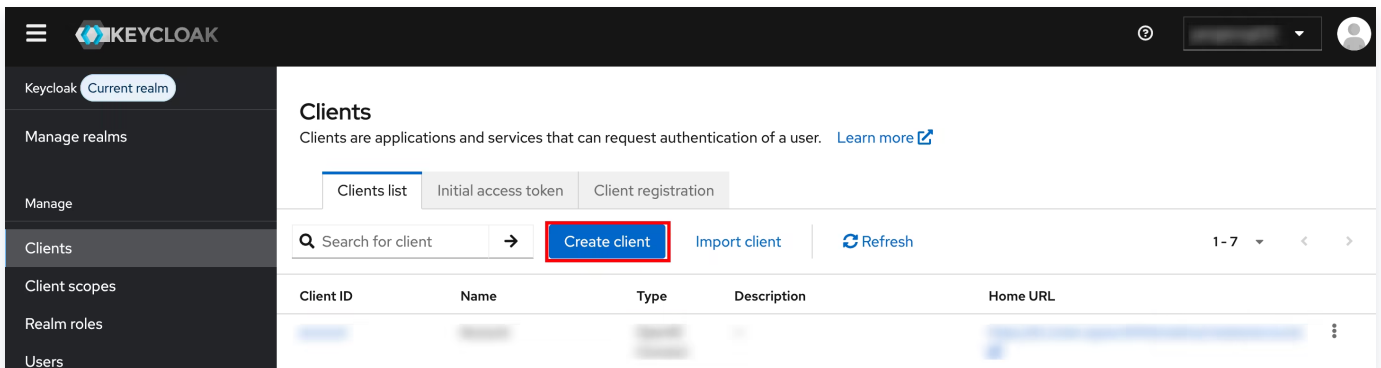 KEYCLOAK
Keycloak Current realm
Manage realms
Manage
Clients
Client scopes
Realm roles
Users
Clients
Clients are applications and services that can request authentication of a user. Learn more
Clients list Initial access token Client registration
Search for client Create client Import client Refresh 1 - 7
Client ID Name Type Description Home URL